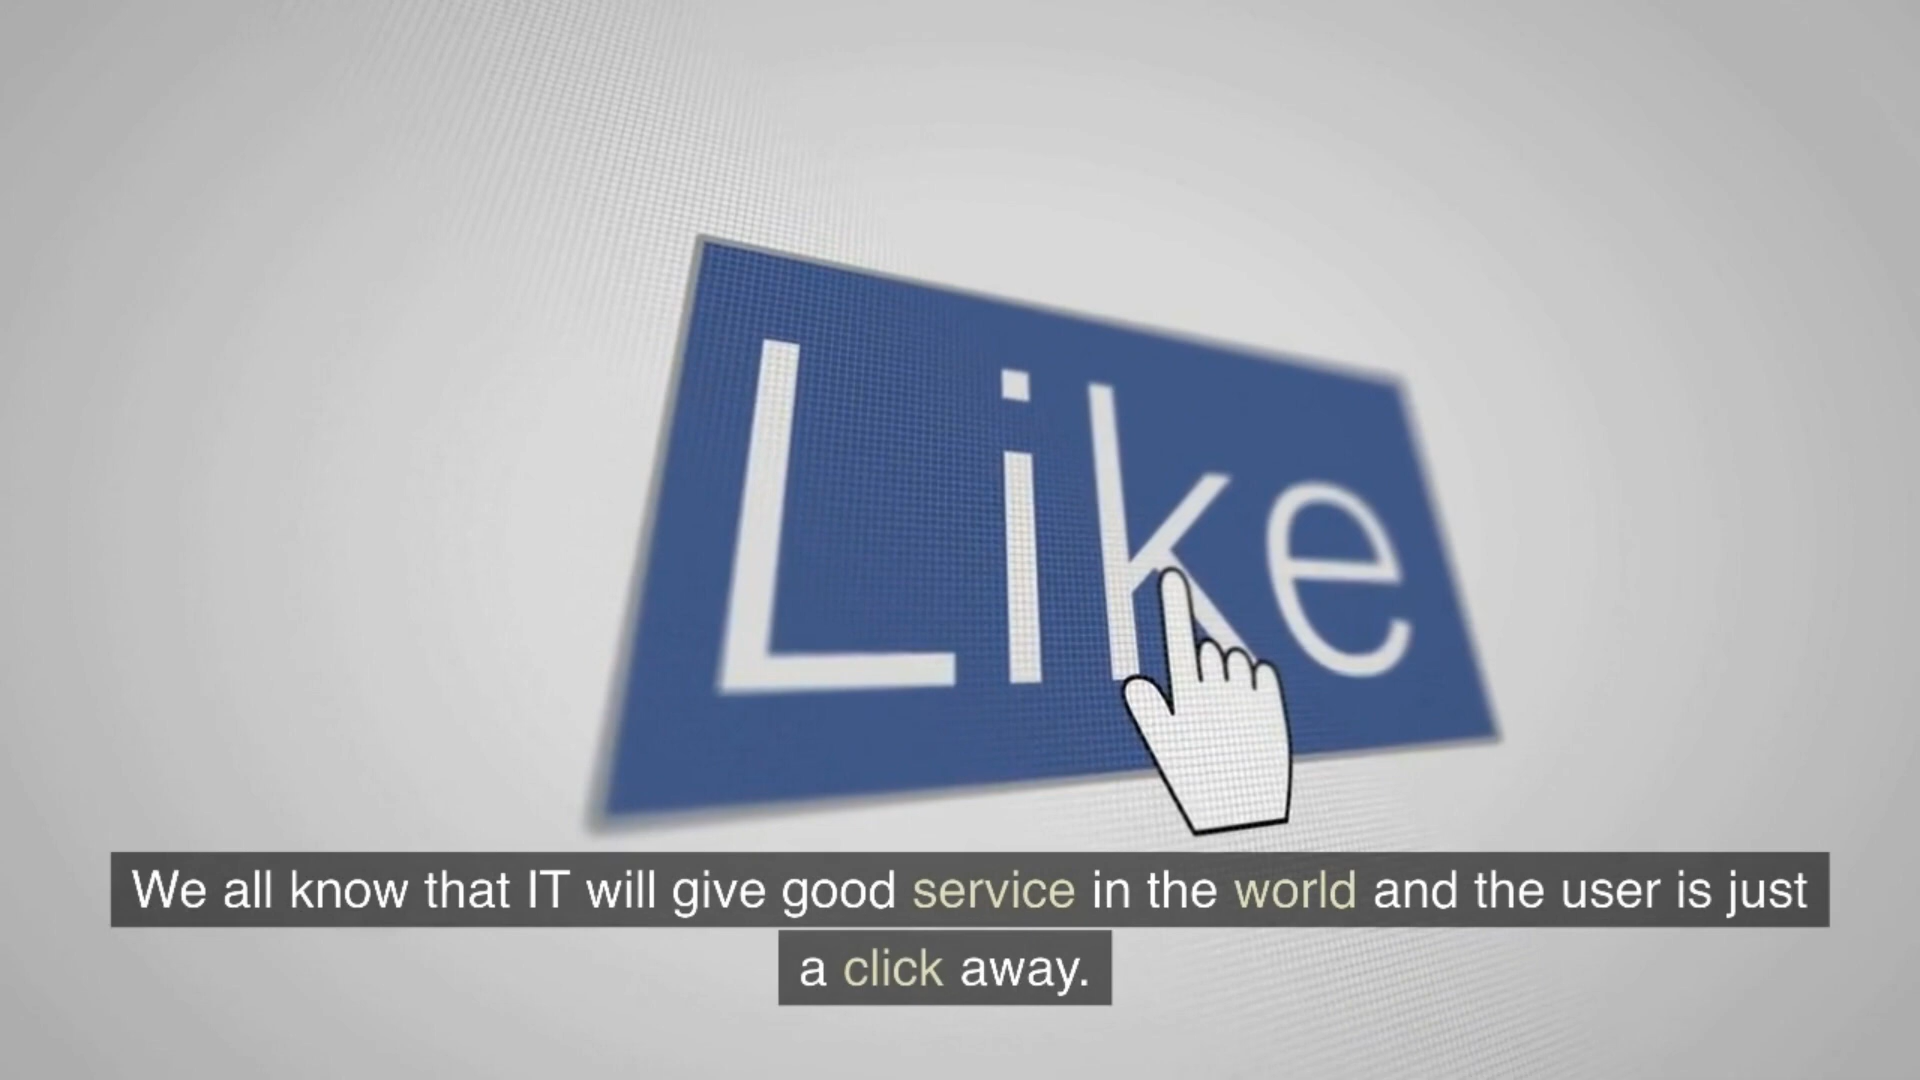 Like
We all know that IT will give good service in the world and the user is just
a click away.